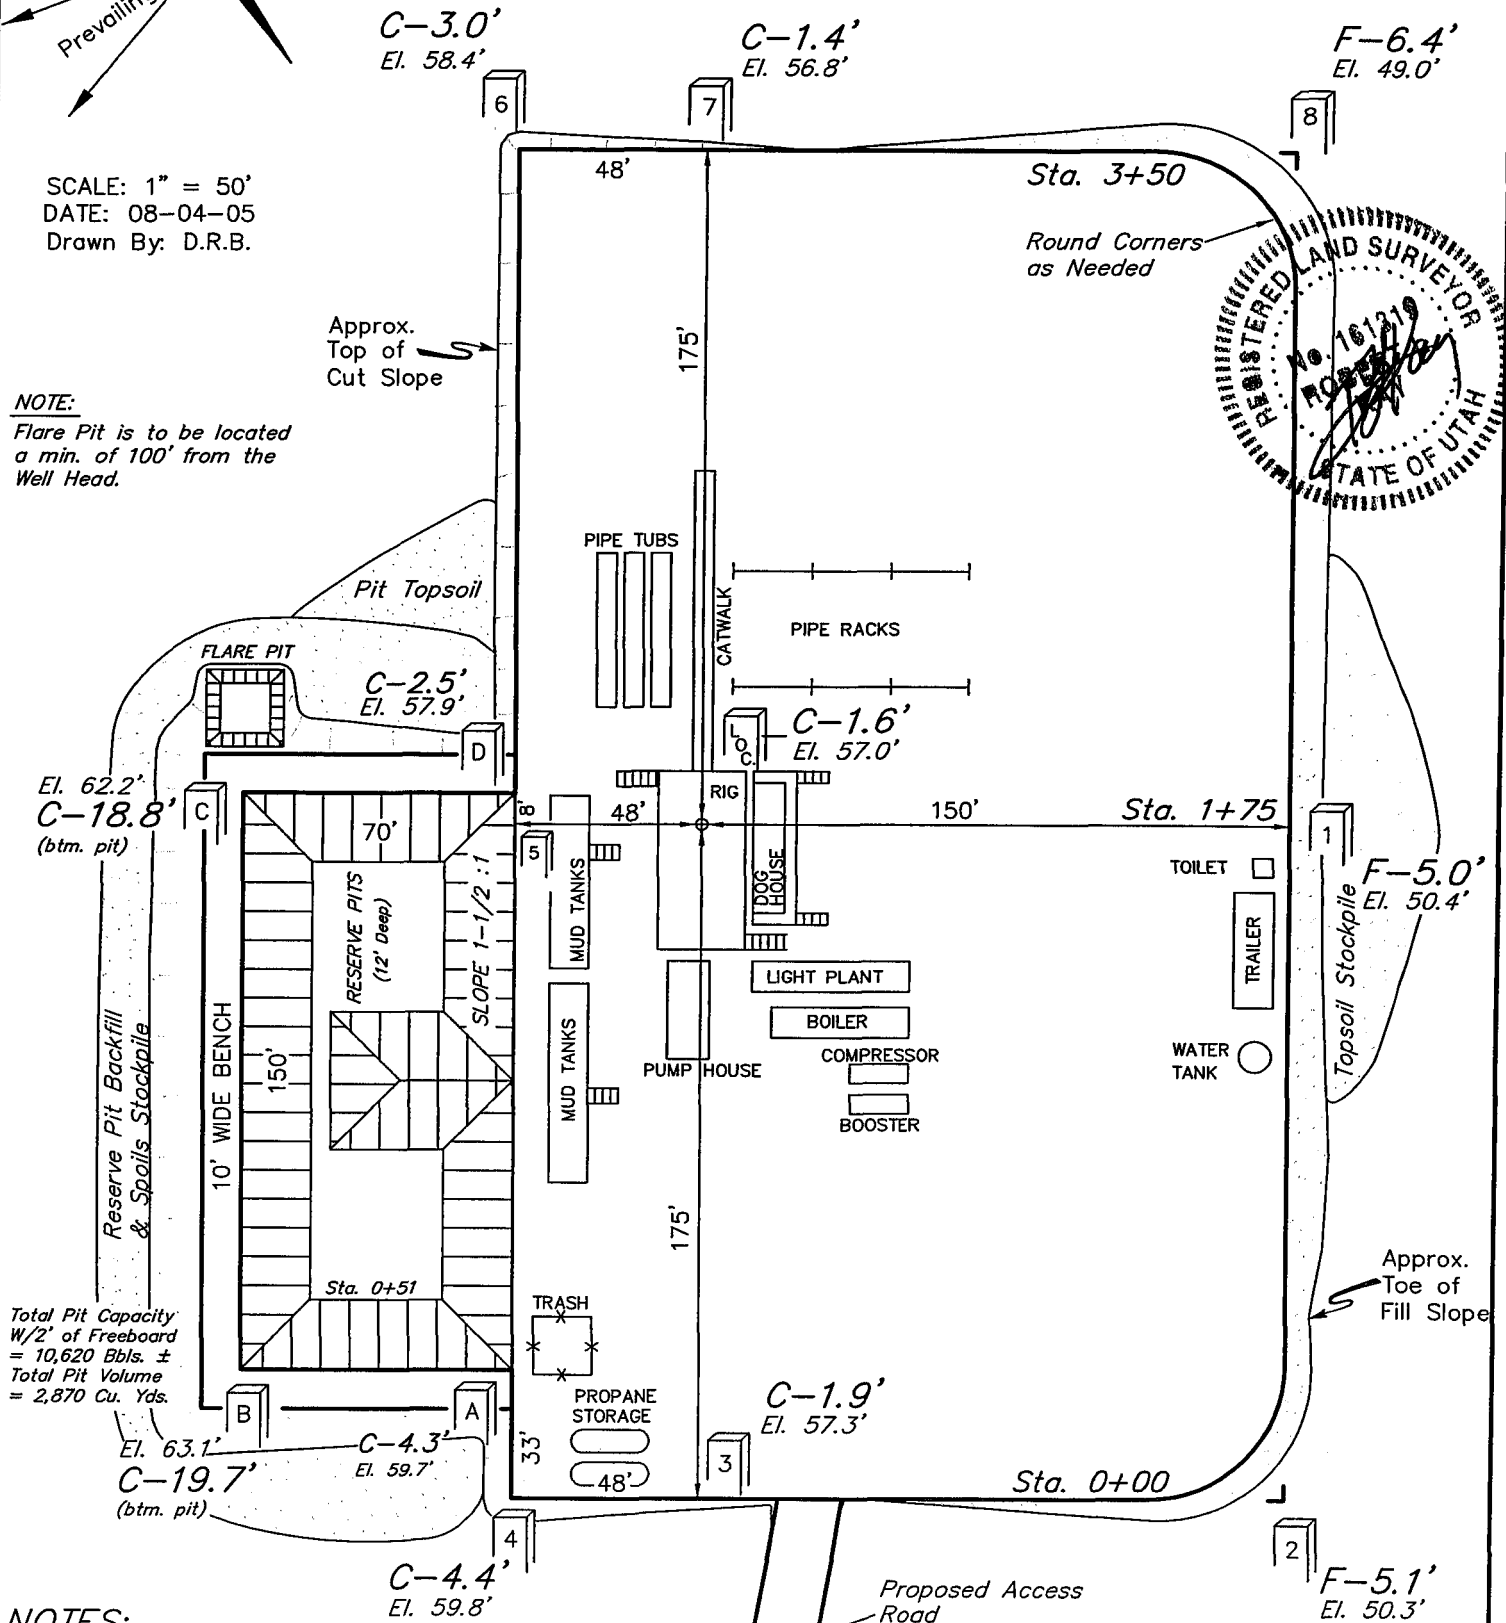 Prevailing
C-3.0'
El. 58.4'
C-1.4'
El. 56.8'
F-6.4'
El. 49.0'
6
7
8
SCALE: 1" = 50'
DATE: 08-04-05
Drawn By: D.R.B.
48'
Sta. 3+50
Round Corners
as Needed
REGISTERED LAND SURVEYOR
No. 161319
STATE OF UTAH
Approx.
Top of
Cut Slope
175'
NOTE:
Flare Pit is to be located
a min. of 100' from the
Well Head.
PIPE TUBS
Pit Topsoil
CATWALK
PIPE RACKS
FLARE PIT
C-2.5'
El. 57.9'
D
LOC.
C-1.6'
El. 57.0'
El. 62.2'
C-18.8'
(btm. pit)
C
RIG
70'
8'
48'
150'
Sta. 1+75
5
1
TOILET
F-5.0'
El. 50.4'
RESERVE PITS
(12' Deep)
SLOPE 1-1/2 :1
MUD TANKS
DOG
HOUSE
TRAILER
LIGHT PLANT
BOILER
Reserve Pit Backfill
& Spoils Stockpile
10' WIDE BENCH
150'
MUD TANKS
PUMP HOUSE
COMPRESSOR
BOOSTER
WATER
TANK
Topsoil Stockpile
175'
Approx.
Toe of
Fill Slope
Sta. 0+51
TRASH
Total Pit Capacity
W/2' of Freeboard
= 10,620 Bbls. ±
Total Pit Volume
= 2,870 Cu. Yds.
B
A
PROPANE
STORAGE
C-1.9'
El. 57.3'
El. 63.1'
C-19.7'
(btm. pit)
C-4.3'
El. 59.7'
33'
48'
3
Sta. 0+00
4
2
C-4.4'
El. 59.8'
Proposed Access
Road
F-5.1'
El. 50.3'
NOTES: